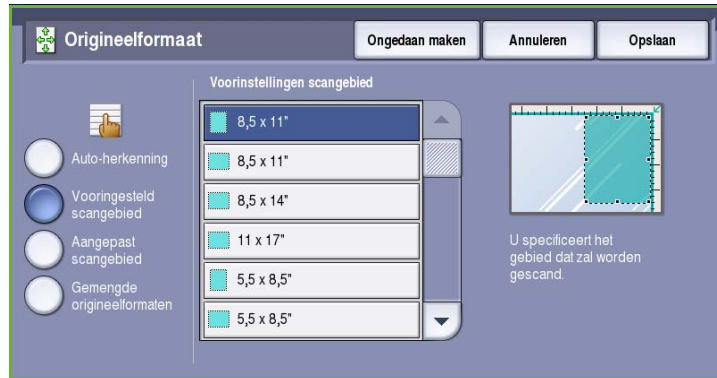 Origineelformaat
Ongedaan maken
Annuleren
Opslaan
Voorinstellingen scangebied
Auto-herkenning
Vooringesteld
scangebied
Aangepast
scangebied
Gemengde
origineelformaten
8,5 x 11"
8,5 x 11"
8,5 x 14"
11 x 17"
5,5 x 8,5"
5,5 x 8,5"
U specificeert het
gebied dat zal worden
gescand.